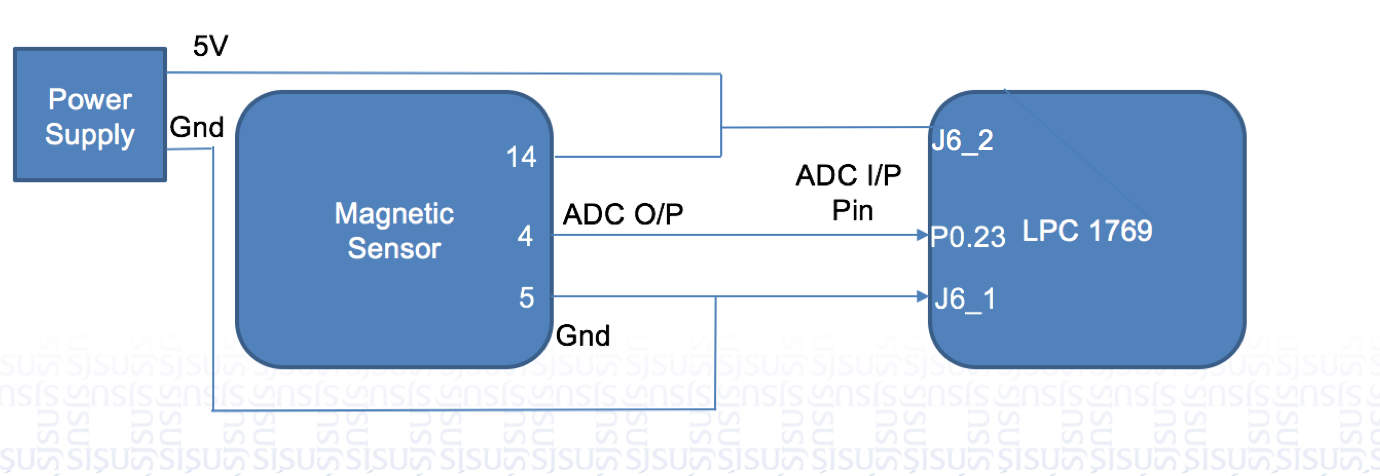 5V
Power
Supply
Gnd
14
J6_2
ADC I/P
Pin
Magnetic
Sensor
ADC O/P
4
P0.23
LPC 1769
5
J6_1
Gnd